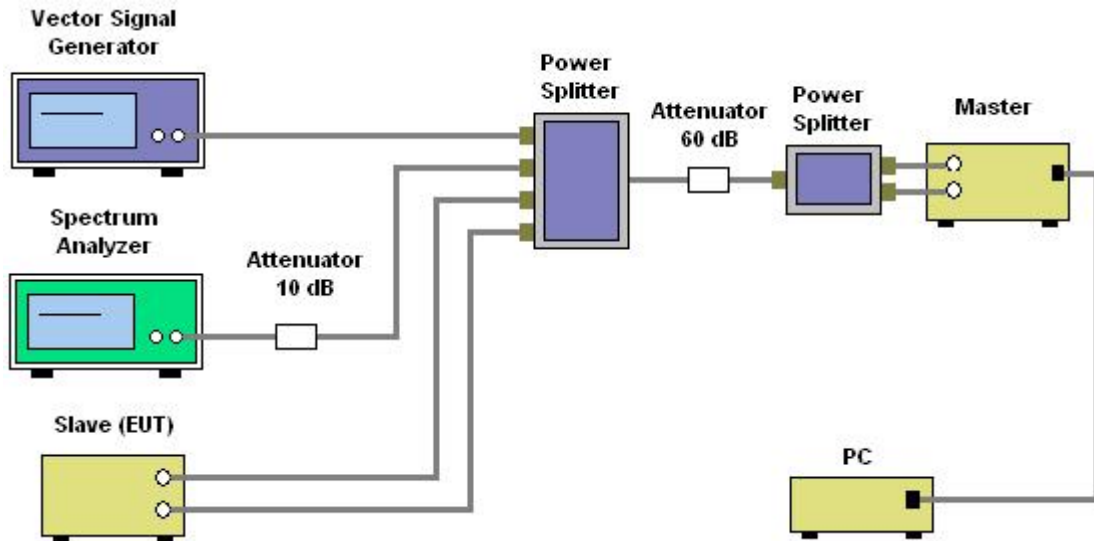 Vector Signal
Generator
Power
Splitter
Attenuator
60 dB
Power
Splitter
Master
Spectrum
Analyzer
Attenuator
10 dB
Slave (EUT)
PC